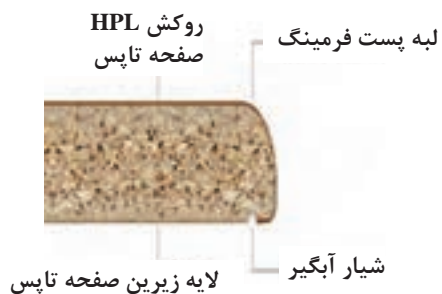 روکش HPL
صفحه تاپس
لبه پست فرمینگ
شیار آبگیر
لایه زیرین صفحه تاپس